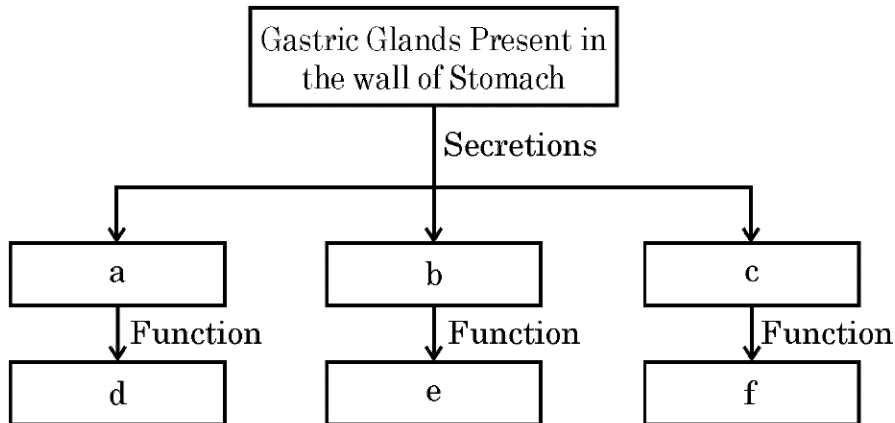 Gastric Glands Present in
the wall of Stomach
Secretions
a
b
c
Function
Function
Function
d
e
f